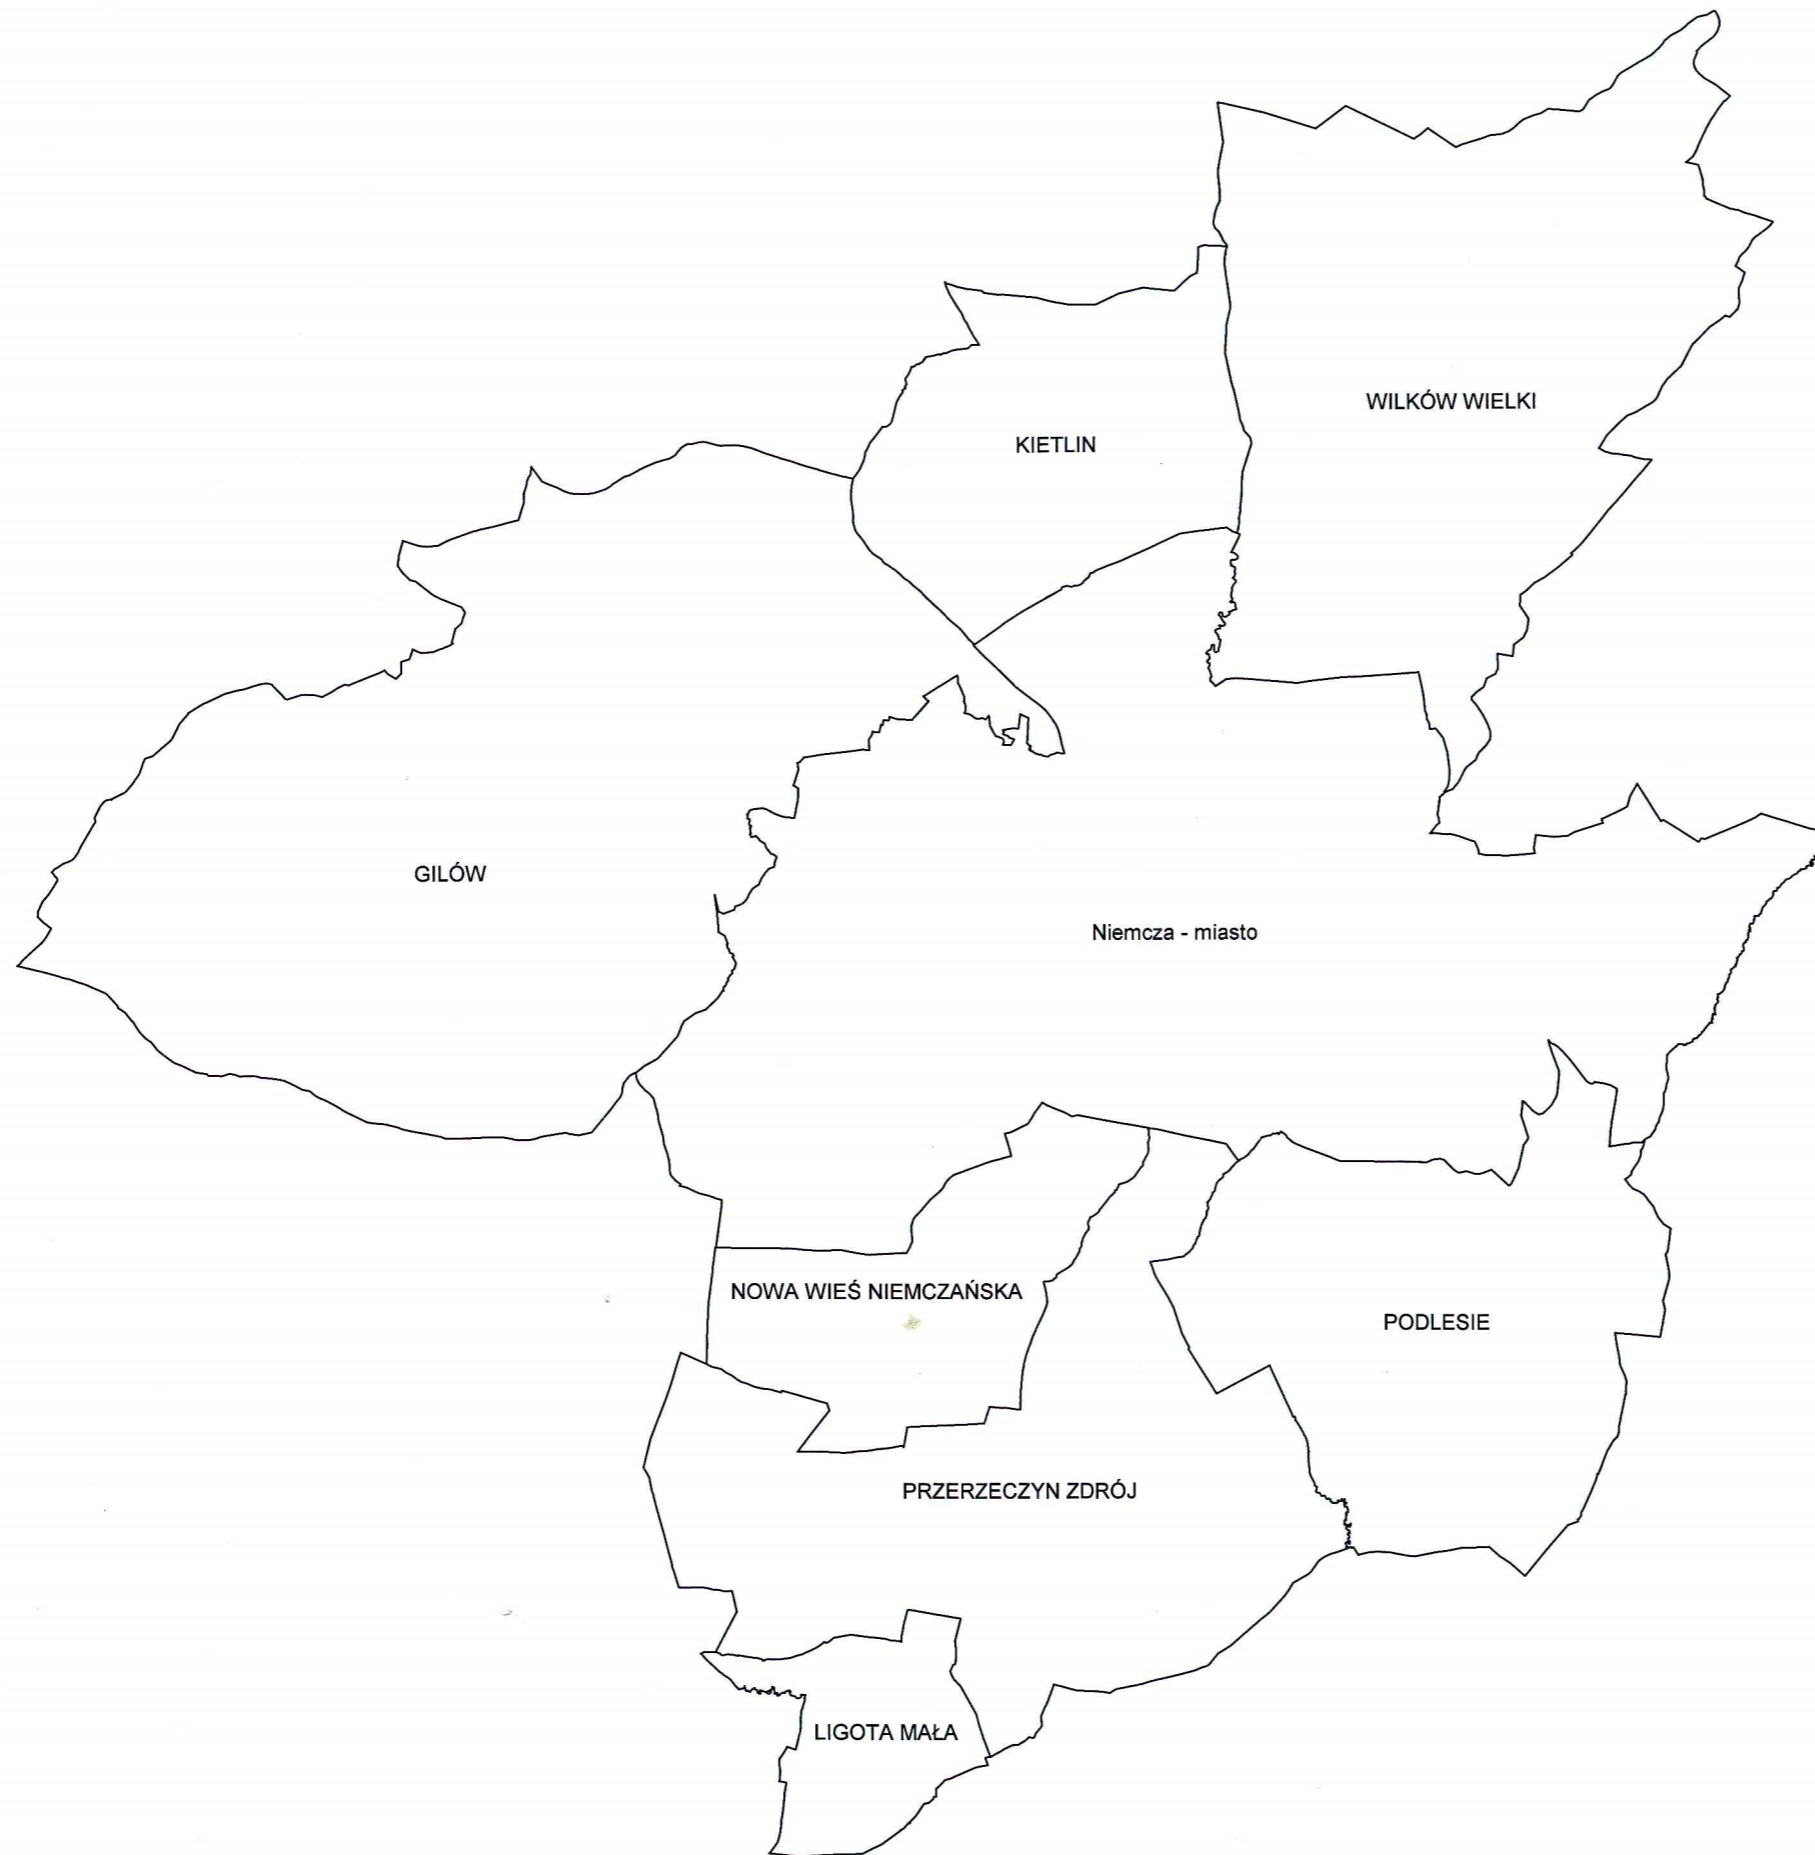 WILKÓW WIELKI
KIETLIN
GILÓW
Niemcza - miasto
NOWA WIEŚ NIEMCZAŃSKA
PODLESIE
PRZERZECZYN ZDRÓJ
LIGOTA MAŁA